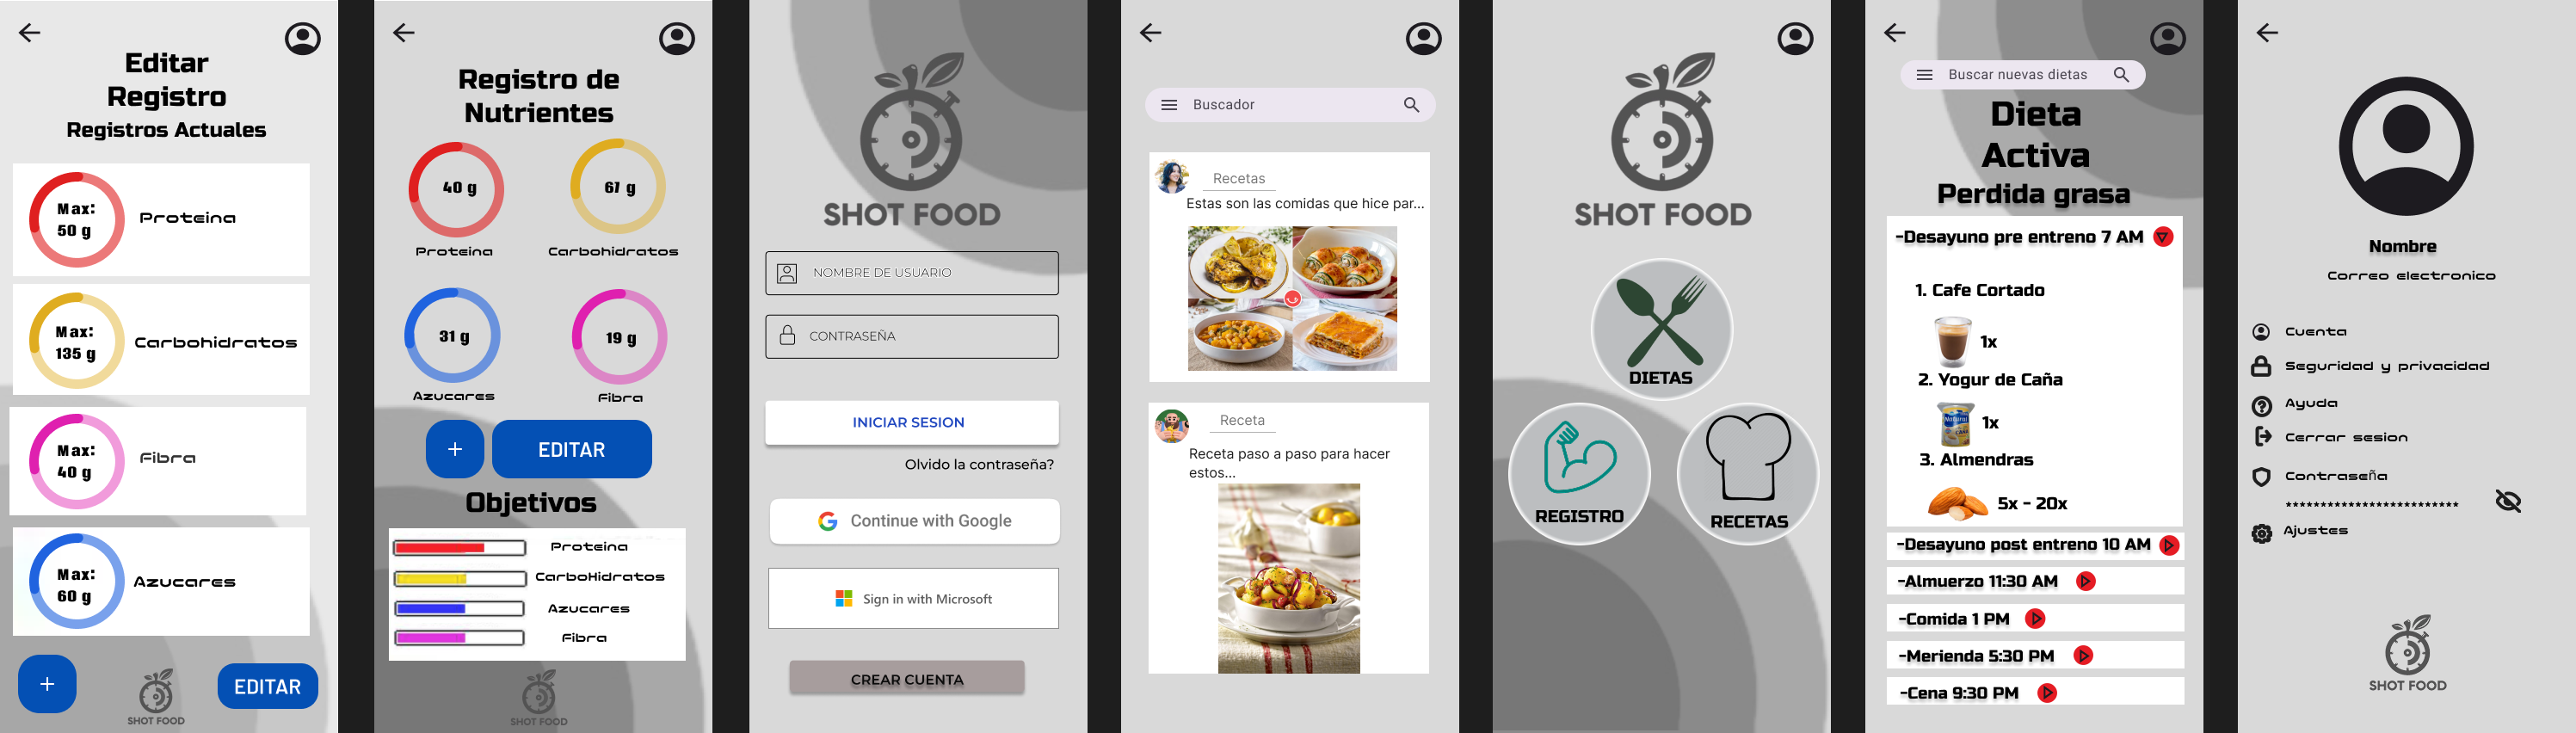 Editar
Registro
Registros Actuales
Max:
50 g
Proteina
Max:
135 g
Carbohidratos
Max:
40 g
Fibra
Max:
60 g
Azucares
+
EDITAR
SHOT FOOD
Registro de
Nutrientes
40 g
67 g
Proteina
Carbohidratos
31 g
19 g
Azucares
Fibra
+
EDITAR
Objetivos
Proteina
CarboHidratos
Azucares
Fibra
SHOT FOOD
SHOT FOOD
NOMBRE DE USUARIO
CONTRASEÑA
INICIAR SESION
Olvido la contraseña?
Continue with Google
Sign in with Microsoft
CREAR CUENTA
Buscador
Recetas
Estas son las comidas que hice par...
Receta
Receta paso a paso para hacer
estos...
SHOT FOOD
DIETAS
REGISTRO
RECETAS
Buscar nuevas dietas
Dieta
Activa
Perdida grasa
-Desayuno pre entreno 7 AM
1. Cafe Cortado
1x
2. Yogur de Caña
1x
3. Almendras
5x - 20x
-Desayuno post entreno 10 AM
-Almuerzo 11:30 AM
-Comida 1 PM
-Merienda 5:30 PM
-Cena 9:30 PM
Nombre
Correo electronico
Cuenta
Seguridad y privacidad
Ayuda
Cerrar sesion
Contraseña
*************************
Ajustes
SHOT FOOD